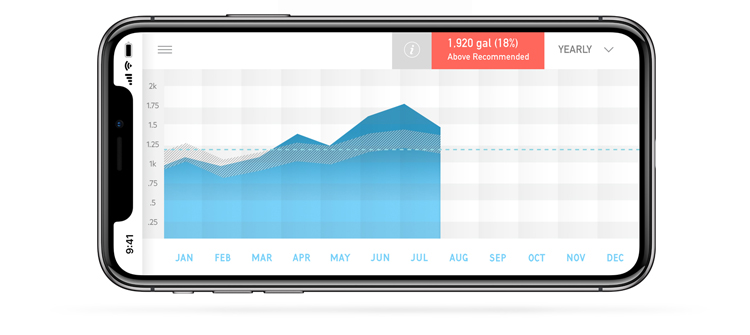 1,920 gal (18%)
Above Recommended
YEARLY
2k
1.75
1.5
1.25
1k
.75
.5
.25
JAN FEB MAR APR MAY JUN JUL AUG SEP OCT NOV DEC
9:41